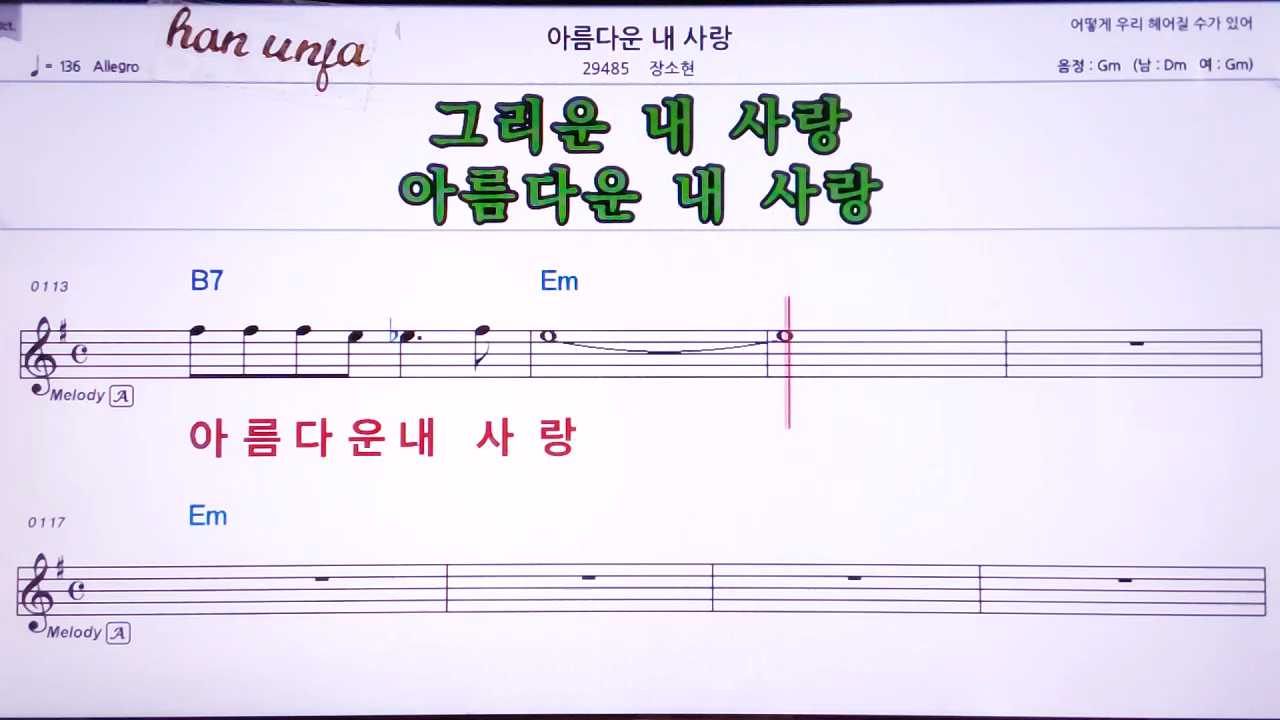 han unja
아름다운 내 사랑
어떻게 우리 헤어질 수가 있어
♩= 136 Allegro
29485 장소현
음정 : Gm (남 : Dm 여 : Gm)
그리운 내 사랑
아름다운 내 사랑
0113
B7 Em
Melody A
아름다운내 사랑
0117
Em
Melody A